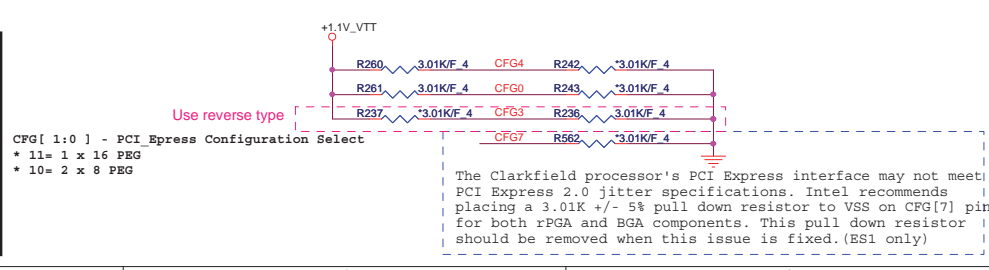 +1.1V_VTT
R260 3.01K/F_4 CFG4 R242 *3.01K/F_4
R261 3.01K/F_4 CFG0 R243 *3.01K/F_4
Use reverse type R237 *3.01K/F_4 CFG3 R236 3.01K/F_4
CFG7 R562 *3.01K/F_4
CFG[ 1:0 ] - PCI_Epress Configuration Select
* 11= 1 x 16 PEG
* 10= 2 x 8 PEG
The Clarkfield processor's PCI Express interface may not meet
PCI Express 2.0 jitter specifications. Intel recommends
placing a 3.01K +/- 5% pull down resistor to VSS on CFG[7] pin
for both rPGA and BGA components. This pull down resistor
should be removed when this issue is fixed.(ES1 only)